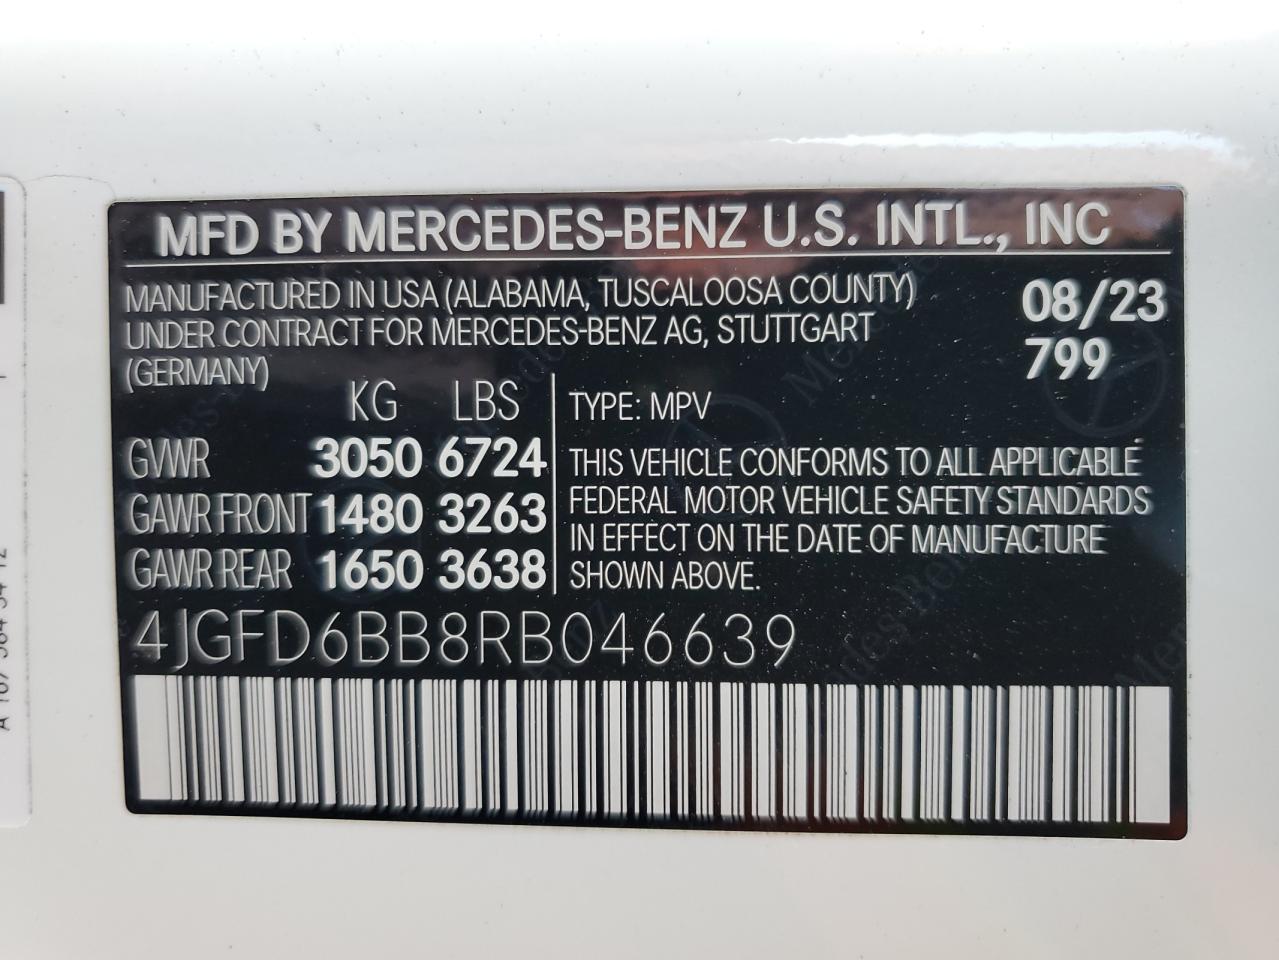 MFD BY MERCEDES-BENZ U.S. INTL., INC
MANUFACTURED IN USA (ALABAMA, TUSCALOOSA COUNTY)
UNDER CONTRACT FOR MERCEDES-BENZ AG, STUTTGART
(GERMANY)
08/23
799
KG LBS
GVWR 3050 6724
GAWR FRONT 1480 3263
GAWR REAR 1650 3638
TYPE: MPV
THIS VEHICLE CONFORMS TO ALL APPLICABLE
FEDERAL MOTOR VEHICLE SAFETY STANDARDS
IN EFFECT ON THE DATE OF MANUFACTURE
SHOWN ABOVE.
4JGFD6BB8RB046639